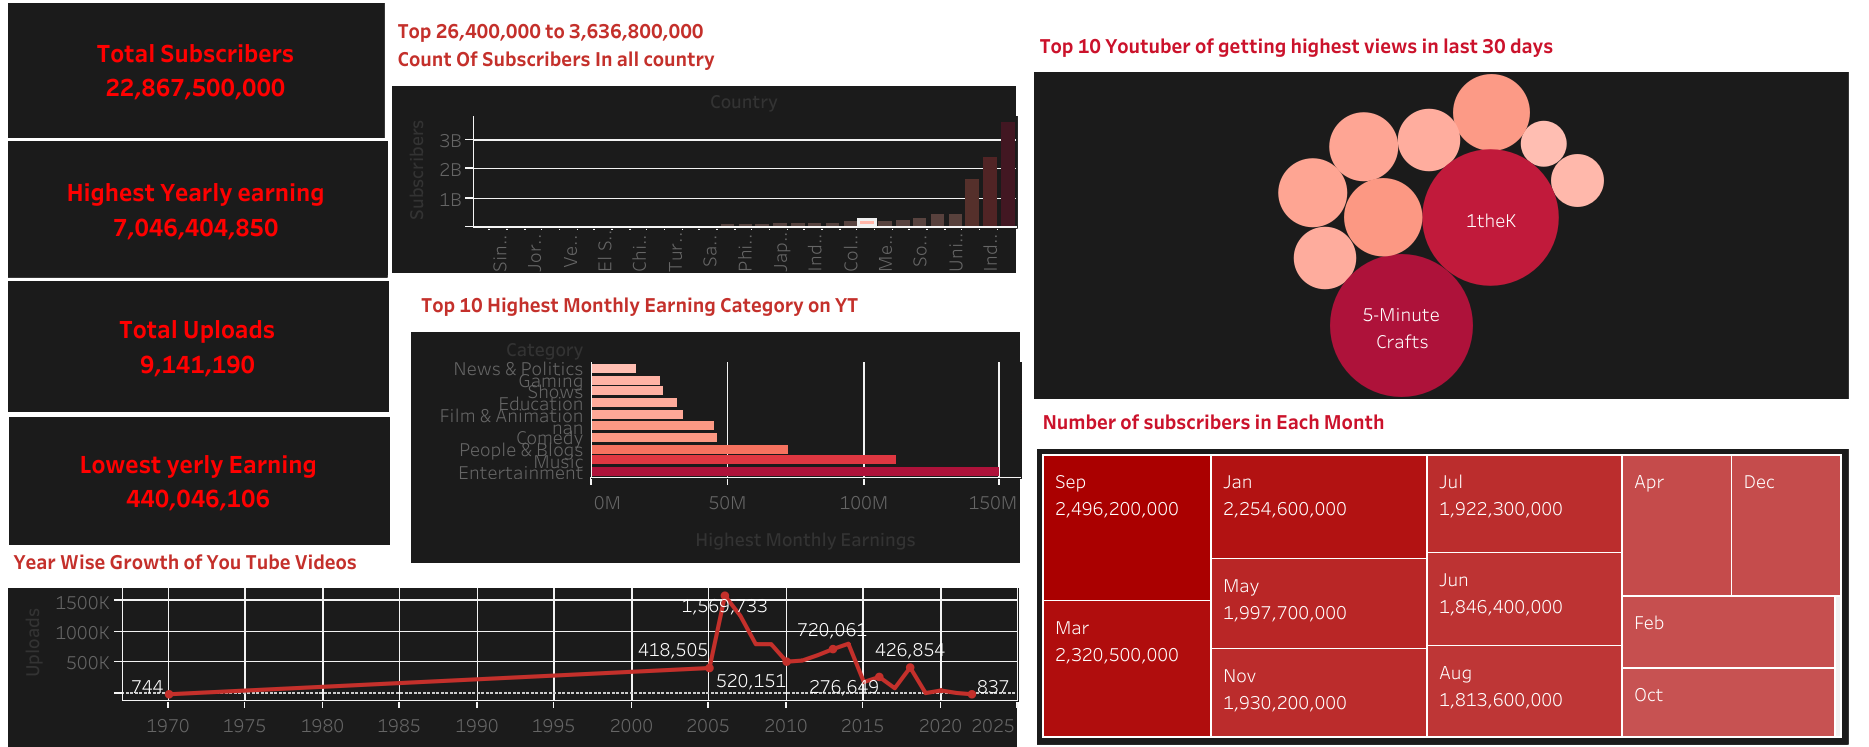 Total Subscribers
22,867,500,000
Highest Yearly earning
7,046,404,850
Total Uploads
9,141,190
Lowest yerly Earning
440,046,106
Top 26,400,000 to 3,636,800,000
Count Of Subscribers In all country
Country
Subscribers
3B
2B
1B
Sin..
Jor..
Ve..
El S..
Chi..
Tur..
Sa..
Phi..
Jap..
Ind..
Col..
Me..
So..
Uni..
Ind..
Top 10 Highest Monthly Earning Category on YT
Category
News & Politics
Gaming
Shows
Education
Film & Animation
nan
Comedy
People & Blogs
Music
Entertainment
0M 50M 100M 150M
Highest Monthly Earnings
Year Wise Growth of You Tube Videos
Uploads
1500K
1000K
500K
744
418,505
1,569,733
520,151
720,061
276,649
426,854
837
1970 1975 1980 1985 1990 1995 2000 2005 2010 2015 2020 2025
Top 10 Youtuber of getting highest views in last 30 days
1theK
5-Minute
Crafts
Number of subscribers in Each Month
Sep
2,496,200,000
Mar
2,320,500,000
Jan
2,254,600,000
May
1,997,700,000
Nov
1,930,200,000
Jul
1,922,300,000
Jun
1,846,400,000
Aug
1,813,600,000
Apr
Dec
Feb
Oct